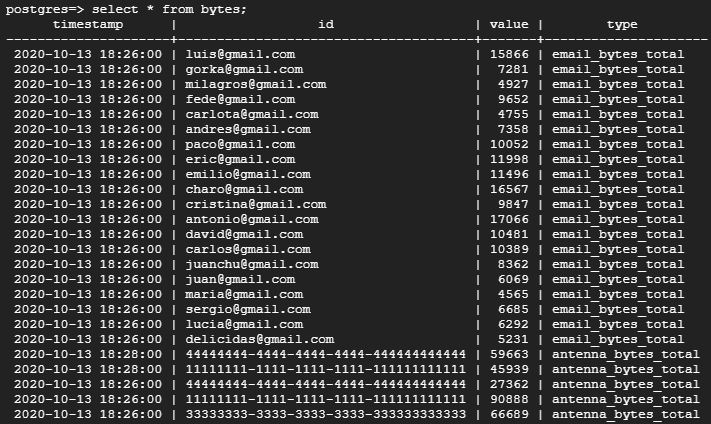 postgres=> select * from bytes;
timestamp | id | value | type
---------------------+--------------------------------------+-------+---------------------
2020-10-13 18:26:00 | luis@gmail.com | 15866 | email_bytes_total
2020-10-13 18:26:00 | gorka@gmail.com | 7281 | email_bytes_total
2020-10-13 18:26:00 | milagros@gmail.com | 4927 | email_bytes_total
2020-10-13 18:26:00 | fede@gmail.com | 9652 | email_bytes_total
2020-10-13 18:26:00 | carlota@gmail.com | 4755 | email_bytes_total
2020-10-13 18:26:00 | andres@gmail.com | 7358 | email_bytes_total
2020-10-13 18:26:00 | paco@gmail.com | 10052 | email_bytes_total
2020-10-13 18:26:00 | eric@gmail.com | 11998 | email_bytes_total
2020-10-13 18:26:00 | emilio@gmail.com | 11496 | email_bytes_total
2020-10-13 18:26:00 | charo@gmail.com | 16567 | email_bytes_total
2020-10-13 18:26:00 | cristina@gmail.com | 9847 | email_bytes_total
2020-10-13 18:26:00 | antonio@gmail.com | 17066 | email_bytes_total
2020-10-13 18:26:00 | david@gmail.com | 10481 | email_bytes_total
2020-10-13 18:26:00 | carlos@gmail.com | 10389 | email_bytes_total
2020-10-13 18:26:00 | juanchu@gmail.com | 8362 | email_bytes_total
2020-10-13 18:26:00 | juan@gmail.com | 6069 | email_bytes_total
2020-10-13 18:26:00 | maria@gmail.com | 4565 | email_bytes_total
2020-10-13 18:26:00 | sergio@gmail.com | 6685 | email_bytes_total
2020-10-13 18:26:00 | lucia@gmail.com | 6292 | email_bytes_total
2020-10-13 18:26:00 | delicidas@gmail.com | 5231 | email_bytes_total
2020-10-13 18:28:00 | 44444444-4444-4444-4444-444444444444 | 59663 | antenna_bytes_total
2020-10-13 18:28:00 | 11111111-1111-1111-1111-111111111111 | 45939 | antenna_bytes_total
2020-10-13 18:26:00 | 44444444-4444-4444-4444-444444444444 | 27362 | antenna_bytes_total
2020-10-13 18:26:00 | 11111111-1111-1111-1111-111111111111 | 90888 | antenna_bytes_total
2020-10-13 18:26:00 | 33333333-3333-3333-3333-333333333333 | 66689 | antenna_bytes_total